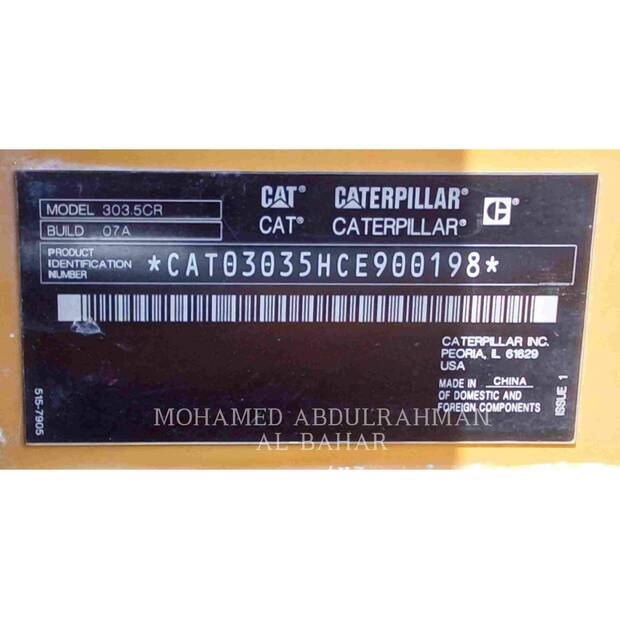 CAT® CATERPILLAR®
CAT® CATERPILLAR® C
MODEL 303.5CR
BUILD 07A
PRODUCT
IDENTIFICATION
NUMBER
*CAT03035HCE900198*
CATERPILLAR INC.
PEORIA, IL 61629
USA
MADE IN CHINA
OF DOMESTIC AND
FOREIGN COMPONENTS
ISSUE 1
515-7905
MOHAMED ABDULRAHMAN
AL-BAHAR